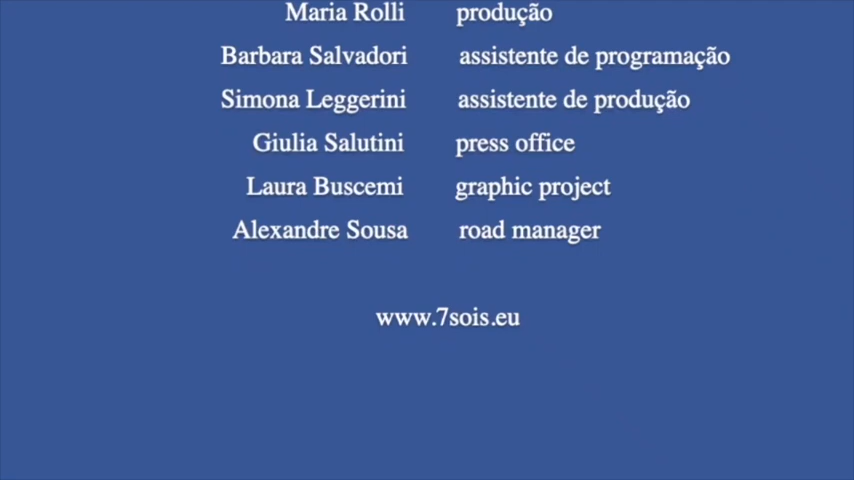 Maria Rolli produção
Barbara Salvadori assistente de programação
Simona Leggerini assistente de produção
Giulia Salutini press office
Laura Buscemi graphic project
Alexandre Sousa road manager
www.7sois.eu